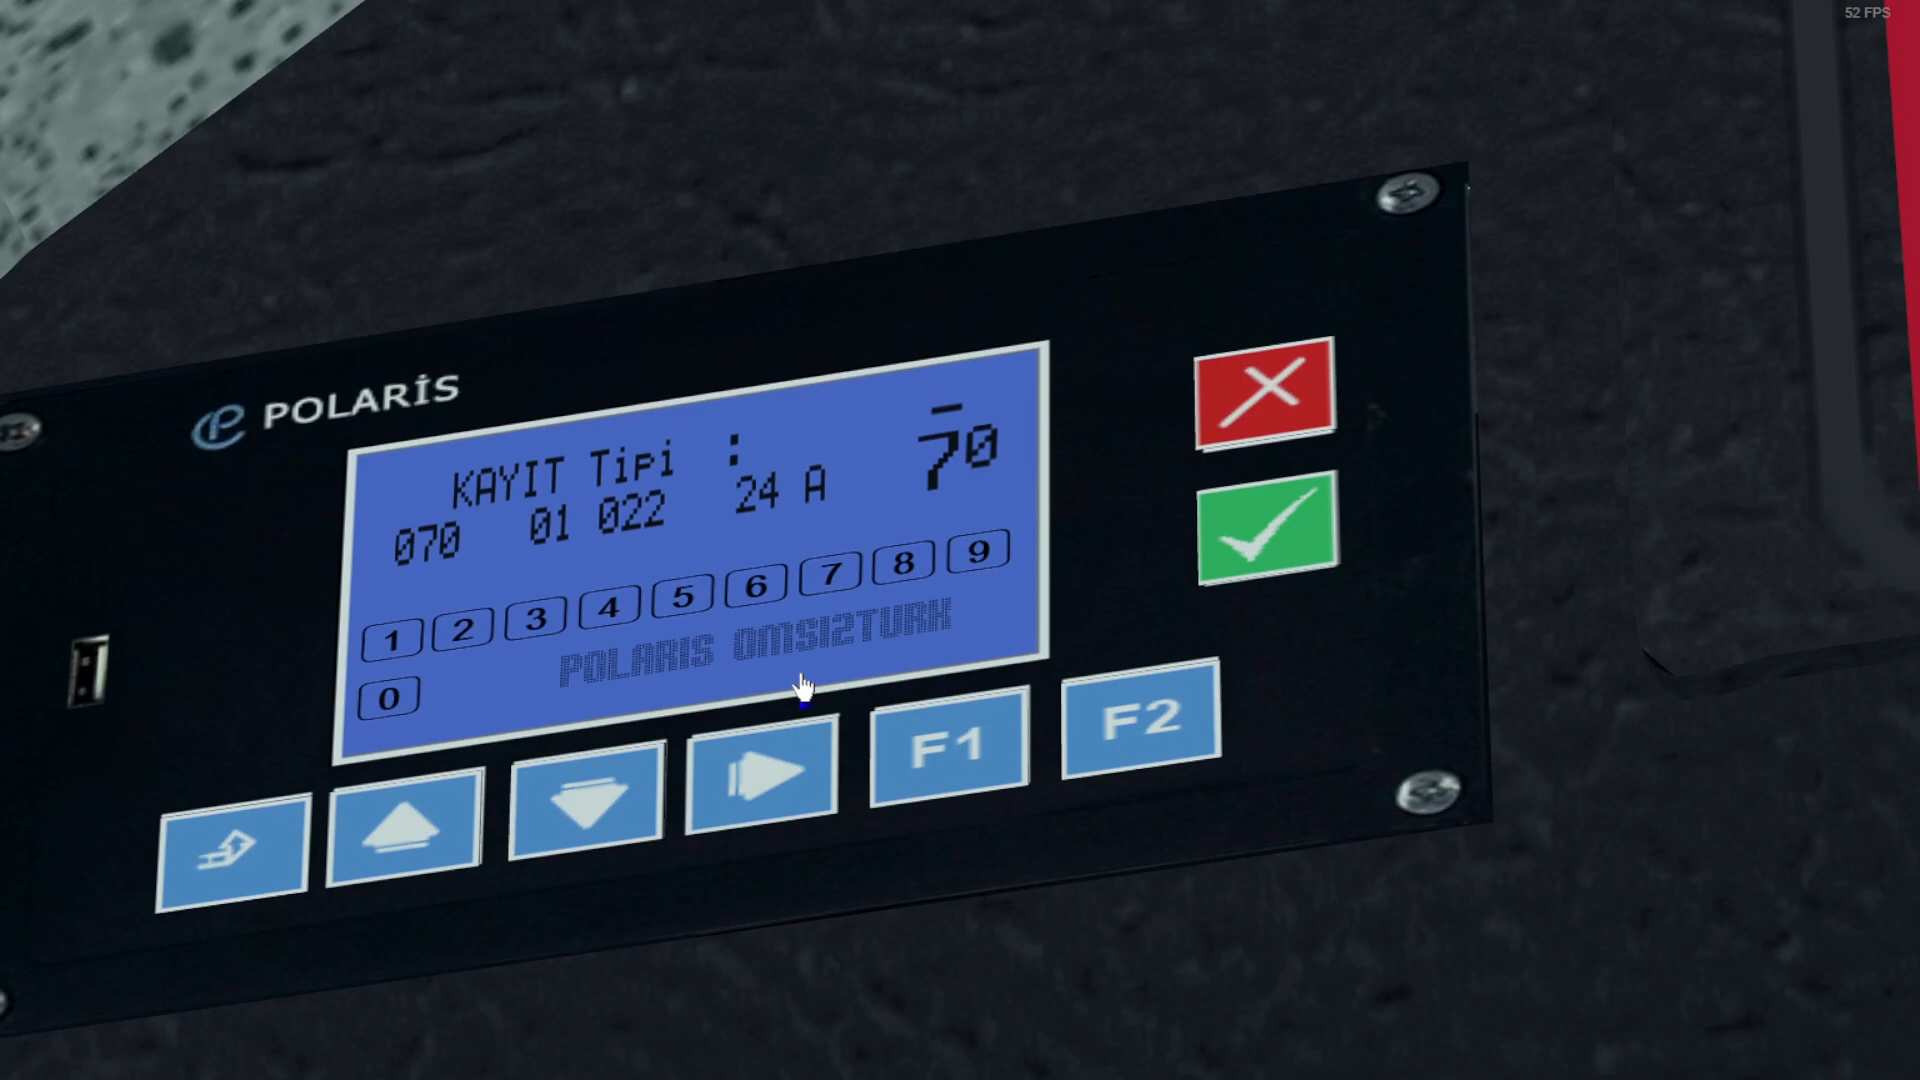 52 FPS
POLARİS
KAYIT Tipi :
070 01 022 24 A
70
1 2 3 4 5 6 7 8 9
0
POLARIS OMSI2TURK
F1 F2